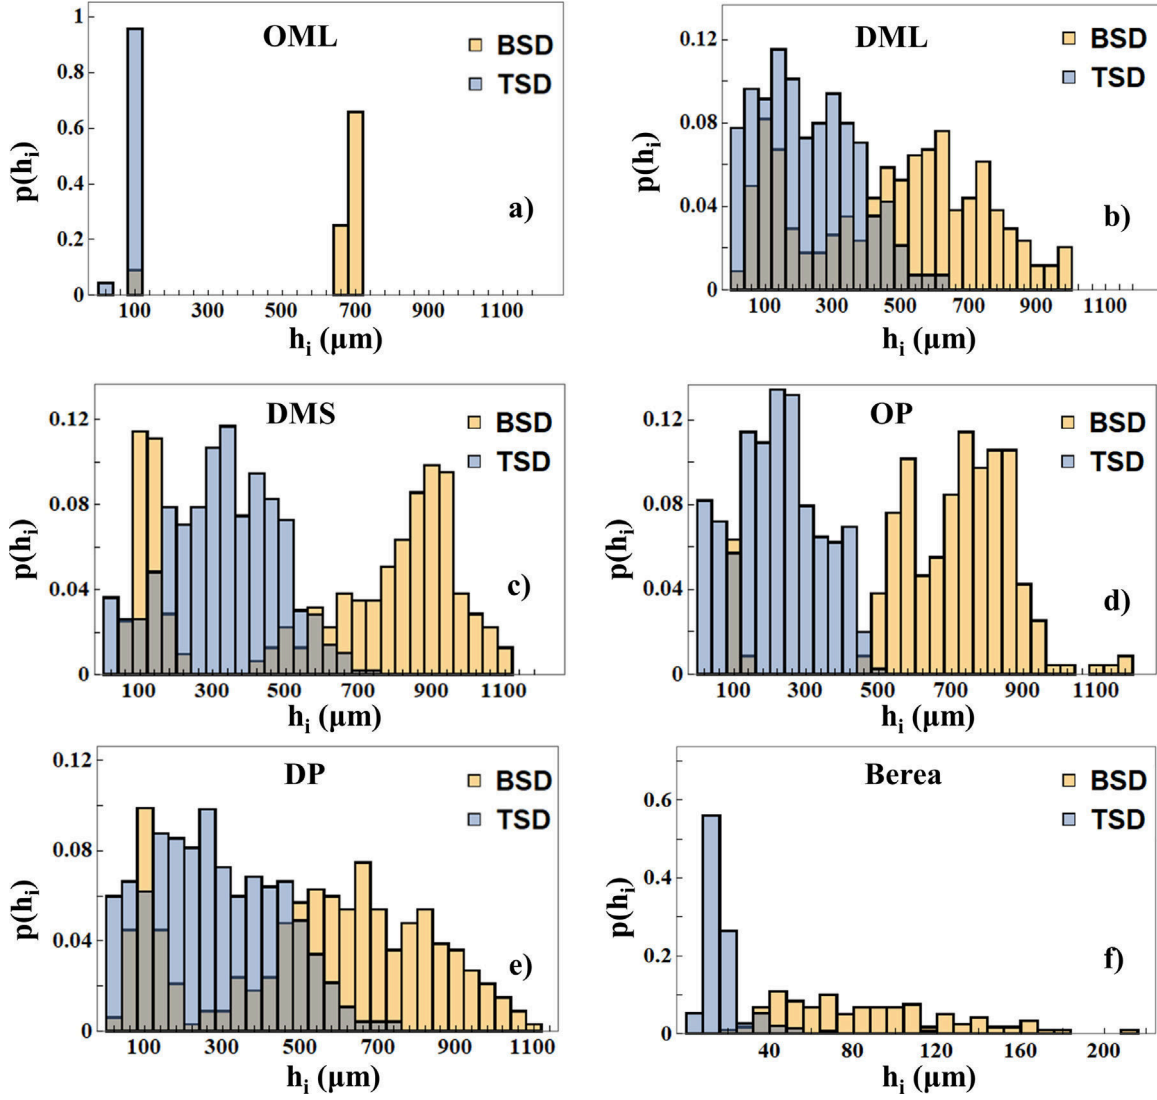 OML
BSD
TSD
1
0.8
0.6
0.4
0.2
0
p(hᵢ)
a)
100 300 500 700 900 1100
hᵢ (μm)
DML
BSD
TSD
0.12
0.08
0.04
0
p(hᵢ)
b)
100 300 500 700 900 1100
hᵢ (μm)
DMS
BSD
TSD
0.12
0.08
0.04
0
p(hᵢ)
c)
100 300 500 700 900 1100
hᵢ (μm)
OP
BSD
TSD
0.12
0.08
0.04
0
p(hᵢ)
d)
100 300 500 700 900 1100
hᵢ (μm)
DP
BSD
TSD
0.12
0.08
0.04
0
p(hᵢ)
e)
100 300 500 700 900 1100
hᵢ (μm)
Berea
BSD
TSD
0.6
0.4
0.2
0
p(hᵢ)
f)
40 80 120 160 200
hᵢ (μm)